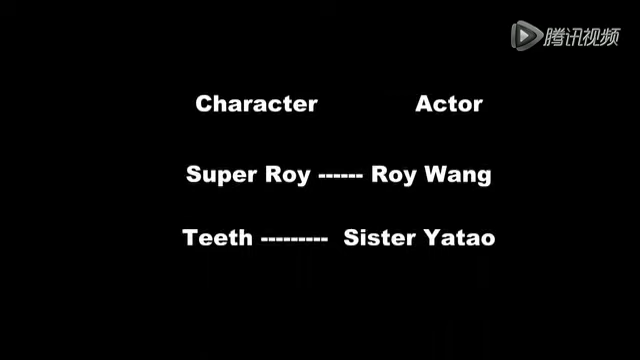 腾讯视频
Character Actor
Super Roy ------ Roy Wang
Teeth --------- Sister Yatao